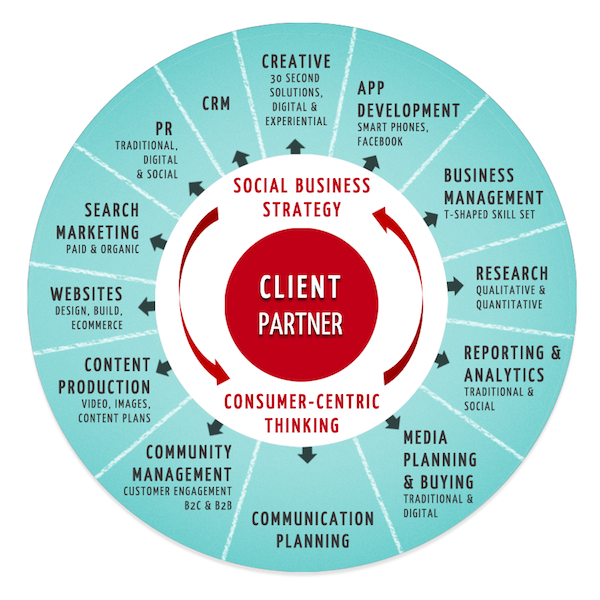 CREATIVE
30 SECOND
SOLUTIONS,
DIGITAL &
EXPERIENTIAL
APP
DEVELOPMENT
SMART PHONES,
FACEBOOK
BUSINESS
MANAGEMENT
T-SHAPED SKILL SET
RESEARCH
QUALITATIVE &
QUANTITATIVE
REPORTING &
ANALYTICS
TRADITIONAL &
SOCIAL
MEDIA
PLANNING
& BUYING
TRADITIONAL &
DIGITAL
COMMUNICATION
PLANNING
COMMUNITY
MANAGEMENT
CUSTOMER ENGAGEMENT
B2C & B2B
CONTENT
PRODUCTION
VIDEO, IMAGES,
CONTENT PLANS
WEBSITES
DESIGN, BUILD,
ECOMMERCE
SEARCH
MARKETING
PAID & ORGANIC
PR
TRADITIONAL,
DIGITAL
& SOCIAL
CRM
SOCIAL BUSINESS
STRATEGY
CLIENT
PARTNER
CONSUMER-CENTRIC
THINKING